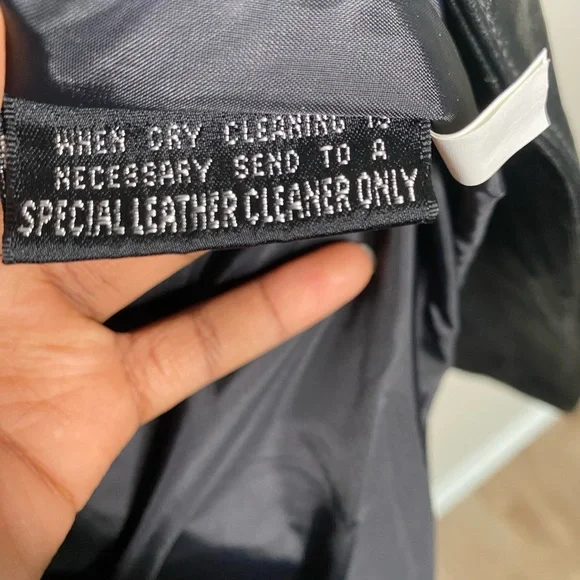 WHEN DRY CLEANING IS
NECESSARY SEND TO A
SPECIAL LEATHER CLEANER ONLY